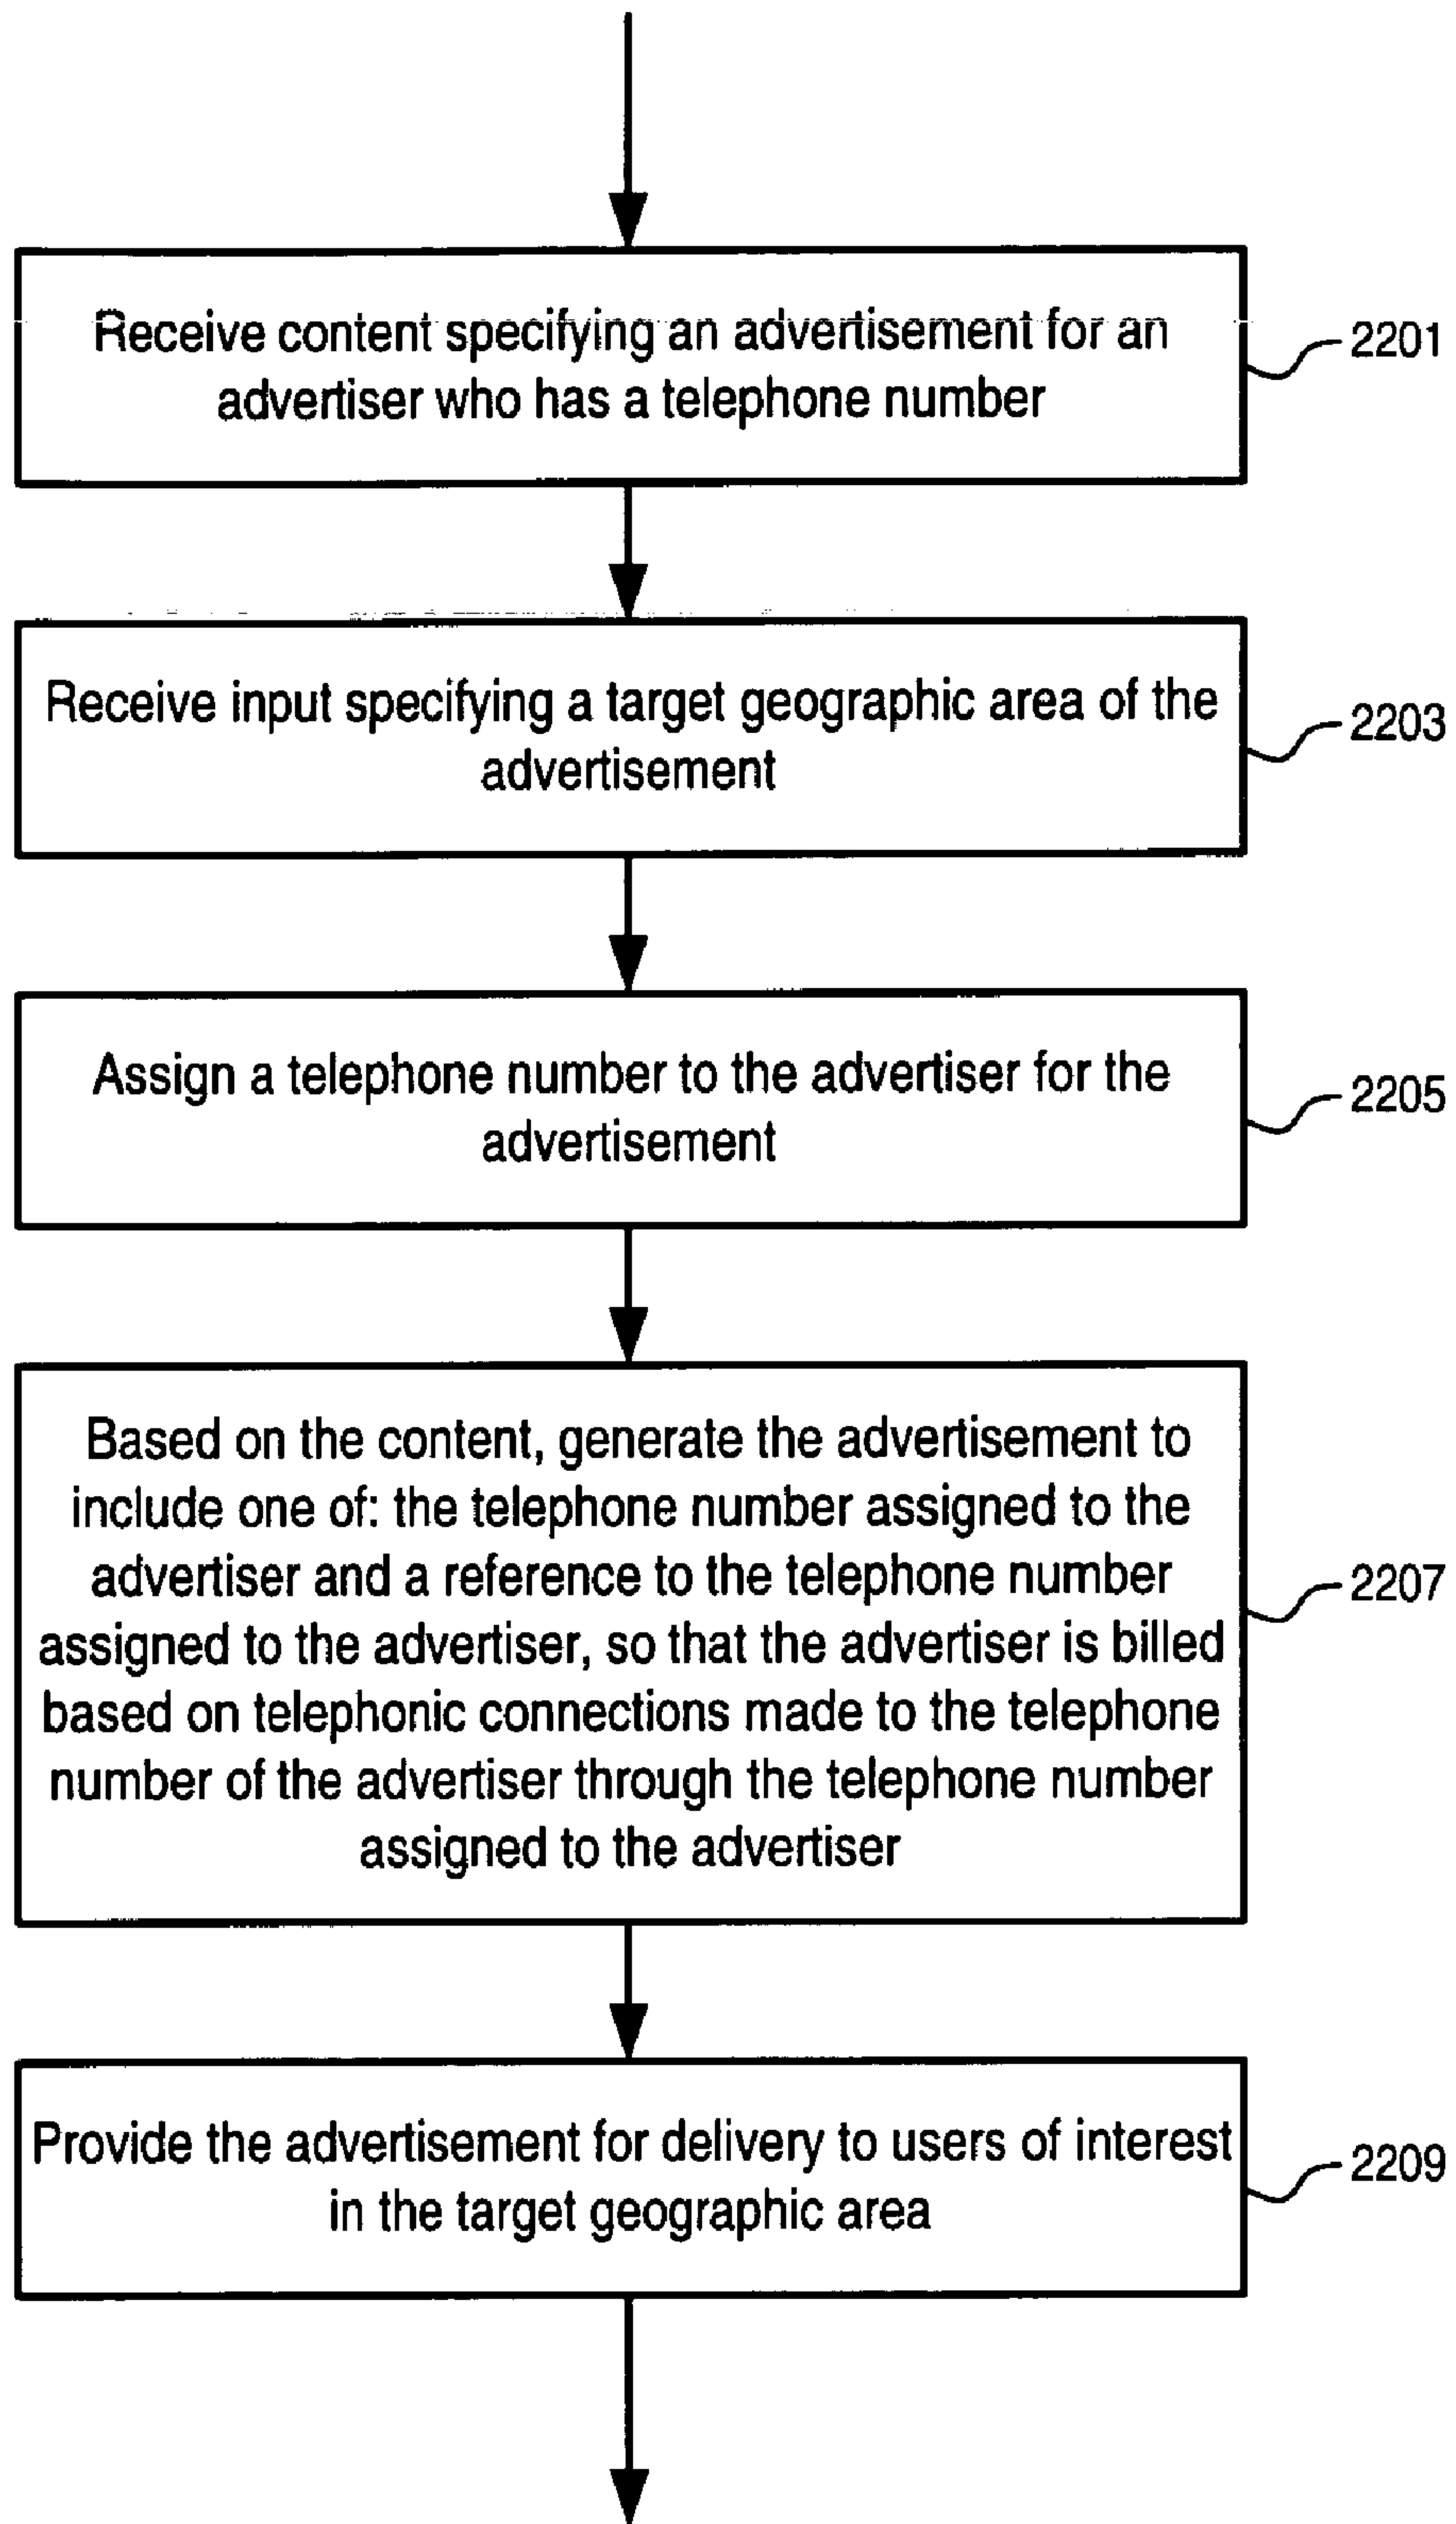 Receive content specifying an advertisement for an
advertiser who has a telephone number
2201
Receive input specifying a target geographic area of the
advertisement
2203
Assign a telephone number to the advertiser for the
advertisement
2205
Based on the content, generate the advertisement to
include one of: the telephone number assigned to the
advertiser and a reference to the telephone number
assigned to the advertiser, so that the advertiser is billed
based on telephonic connections made to the telephone
number of the advertiser through the telephone number
assigned to the advertiser
2207
Provide the advertisement for delivery to users of interest
in the target geographic area
2209